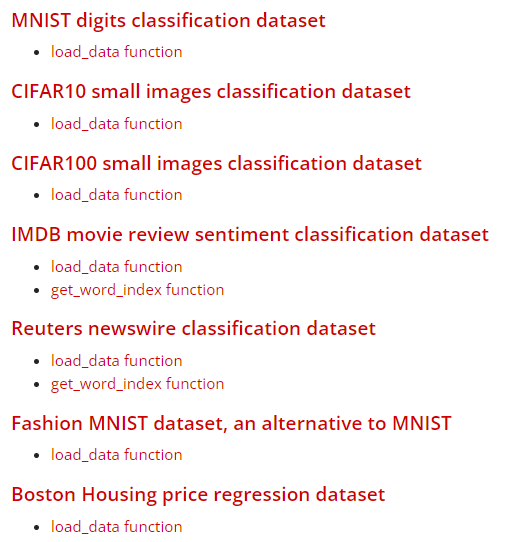 MNIST digits classification dataset
load_data function
CIFAR10 small images classification dataset
load_data function
CIFAR100 small images classification dataset
load_data function
IMDB movie review sentiment classification dataset
load_data function
get_word_index function
Reuters newswire classification dataset
load_data function
get_word_index function
Fashion MNIST dataset, an alternative to MNIST
load_data function
Boston Housing price regression dataset
load_data function